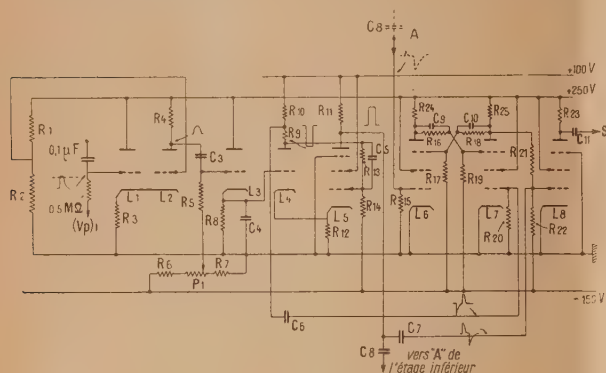 C8
A
+100 V
+250 V
R1
R4
R10
R11
R24
C9
C10
R25
R23
C11
S
0,1 µF
C3
R9
C5
R13
R16
R18
R21
R2
0,5 MΩ
(Vp)1
R3
L1
L2
R5
R8
L3
C4
L4
L5
R12
R14
R15
L6
R17
R19
L7
R20
L8
R22
R6
P1
R7
-150 V
C6
C7
C8
vers "A" de
l'étage inférieur